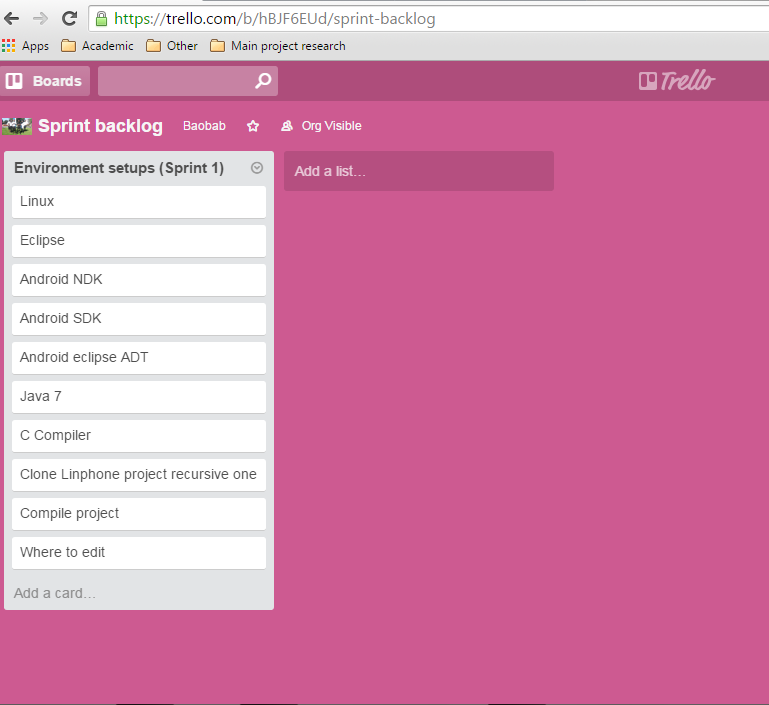 https://trello.com/b/hBJF6EUd/sprint-backlog
Apps Academic Other Main project research
Boards Trello
Sprint backlog Baobab Org Visible
Environment setups (Sprint 1)
Add a list…
Linux
Eclipse
Android NDK
Android SDK
Android eclipse ADT
Java 7
C Compiler
Clone Linphone project recursive one
Compile project
Where to edit
Add a card…